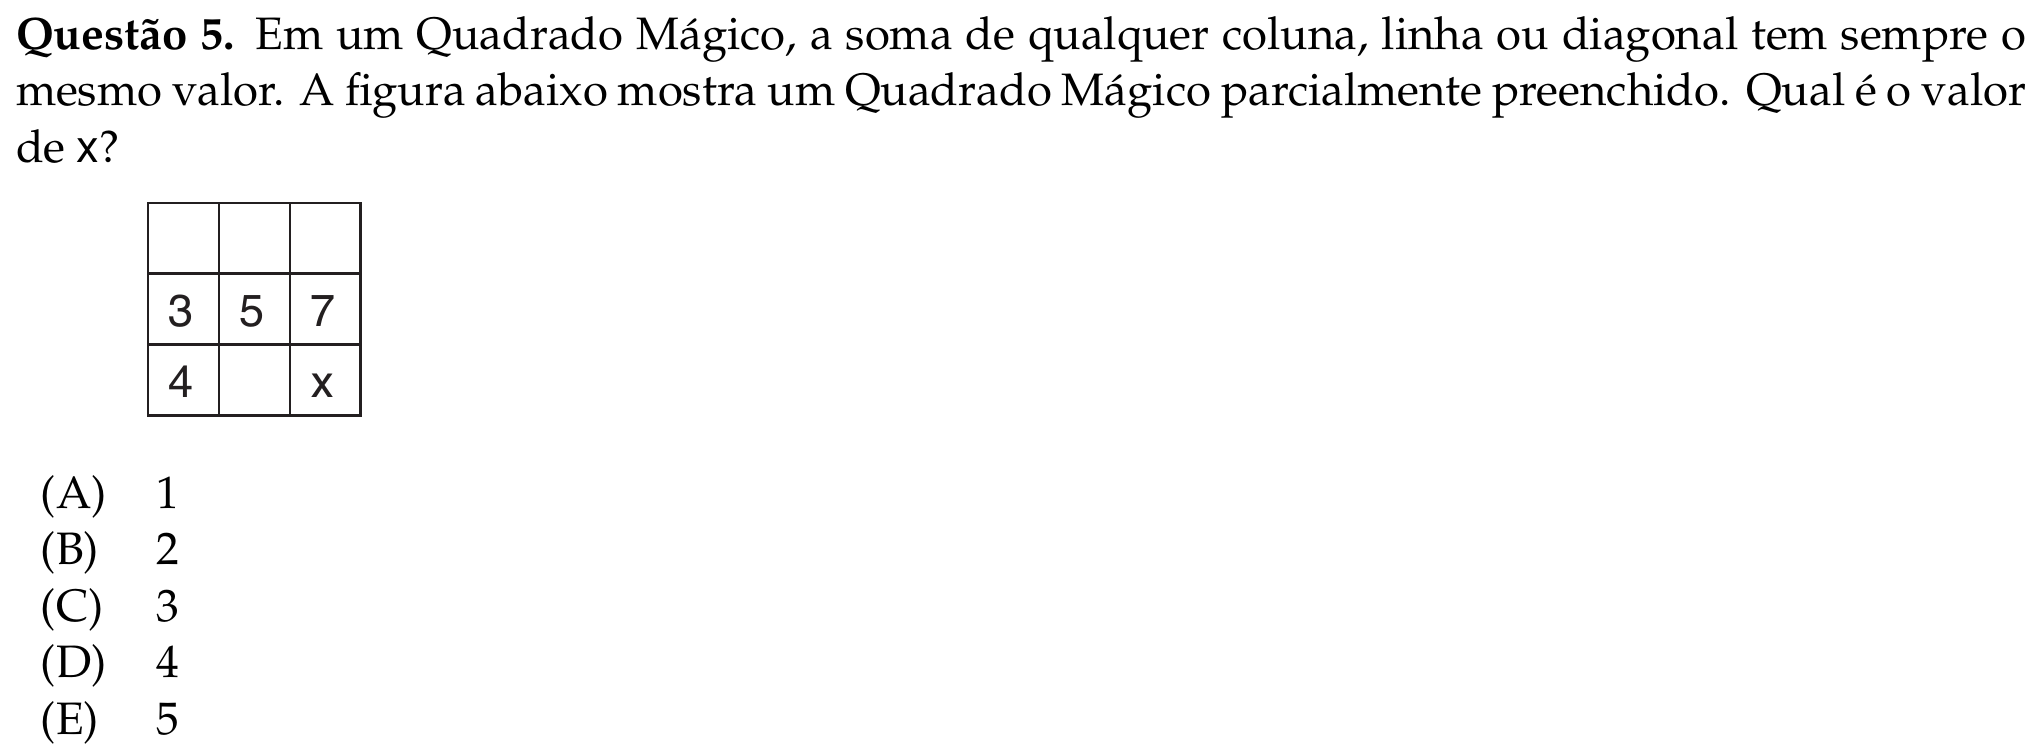 Questão 5. Em um Quadrado Mágico, a soma de qualquer coluna, linha ou diagonal tem sempre o
mesmo valor. A figura abaixo mostra um Quadrado Mágico parcialmente preenchido. Qual é o valor
de x?
3 5 7
4 x
(A) 1
(B) 2
(C) 3
(D) 4
(E) 5